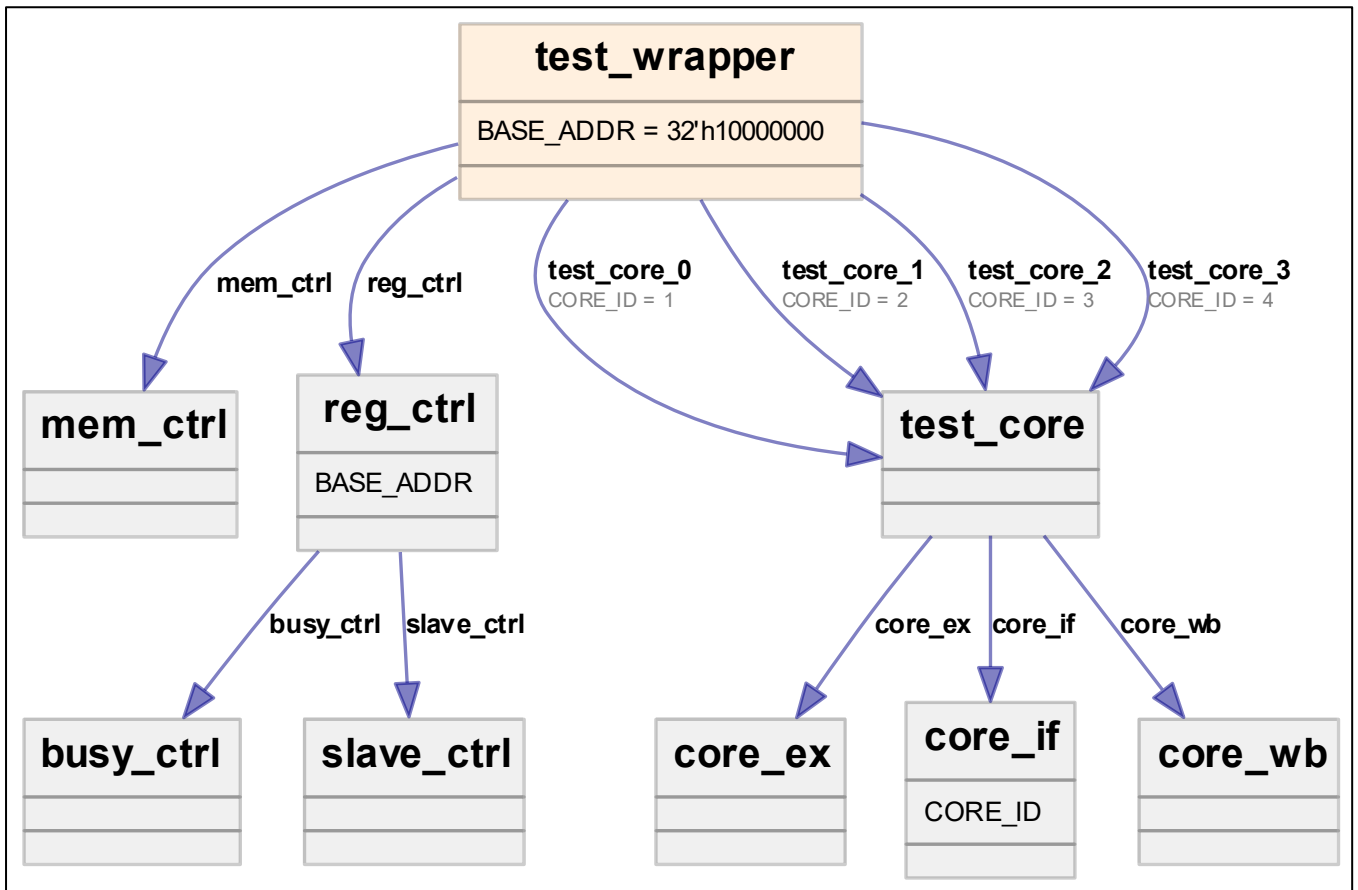 test_wrapper
BASE_ADDR = 32'h10000000
mem_ctrl
reg_ctrl
test_core_0
CORE_ID = 1
test_core_1
CORE_ID = 2
test_core_2
CORE_ID = 3
test_core_3
CORE_ID = 4
mem_ctrl
reg_ctrl
BASE_ADDR
test_core
busy_ctrl
slave_ctrl
core_ex
core_if
core_wb
busy_ctrl
slave_ctrl
core_ex
core_if
CORE_ID
core_wb